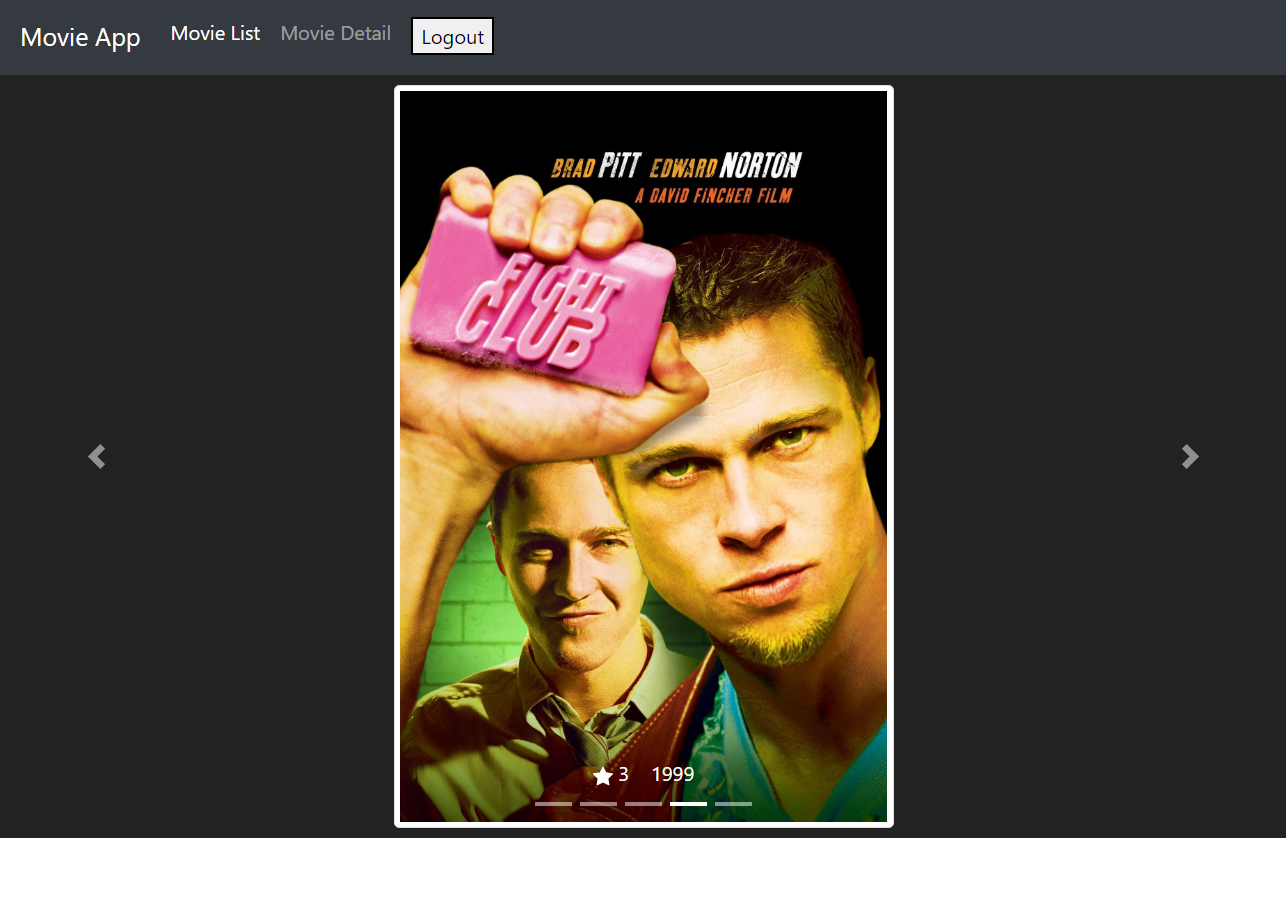 Movie App Movie List Movie Detail Logout
BRAD PITT EDWARD NORTON
A DAVID FINCHER FILM
FIGHT
CLUB
3 1999